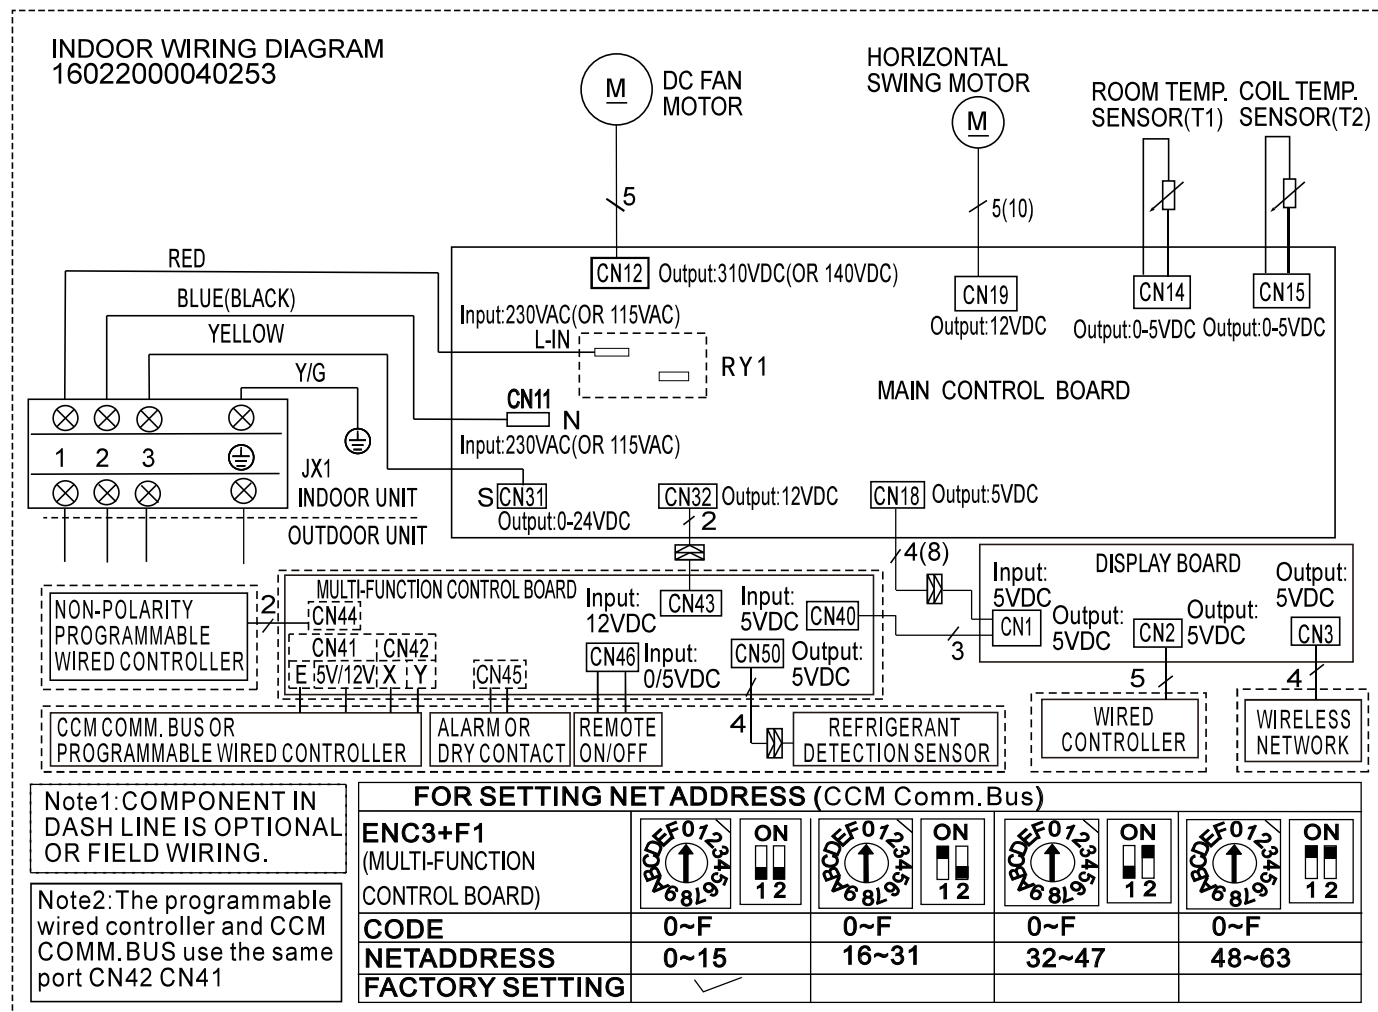 INDOOR WIRING DIAGRAM
16022000040253
M
DC FAN
MOTOR
HORIZONTAL
SWING MOTOR
M
ROOM TEMP.
SENSOR(T1)
COIL TEMP.
SENSOR(T2)
5
5(10)
RED
BLUE(BLACK)
YELLOW
Y/G
CN12
Output:310VDC(OR 140VDC)
CN19
Output:12VDC
CN14
Output:0-5VDC
CN15
Output:0-5VDC
Input:230VAC(OR 115VAC)
L-IN
RY1
MAIN CONTROL BOARD
CN11
N
Input:230VAC(OR 115VAC)
1 2 3
JX1
INDOOR UNIT
OUTDOOR UNIT
S
CN31
Output:0-24VDC
CN32
Output:12VDC
2
CN18
Output:5VDC
4(8)
NON-POLARITY
PROGRAMMABLE
WIRED CONTROLLER
2
MULTI-FUNCTION CONTROL BOARD
CN44
CN41
CN42
E
5V/12V
X
Y
CN45
Input:
12VDC
CN43
CN46
Input:
0/5VDC
Input:
5VDC
CN40
CN50
Output:
5VDC
3
4
DISPLAY BOARD
Input:
5VDC
CN1
Output:
5VDC
CN2
Output:
5VDC
Output:
5VDC
CN3
5
4
CCM COMM. BUS OR
PROGRAMMABLE WIRED CONTROLLER
ALARM OR
DRY CONTACT
REMOTE
ON/OFF
REFRIGERANT
DETECTION SENSOR
WIRED
CONTROLLER
WIRELESS
NETWORK
Note1:COMPONENT IN
DASH LINE IS OPTIONAL
OR FIELD WIRING.
Note2:The programmable
wired controller and CCM
COMM.BUS use the same
port CN42 CN41
FOR SETTING NET ADDRESS (CCM Comm.Bus)
ENC3+F1
(MULTI-FUNCTION
CONTROL BOARD)
0123456789ABCDEF
ON
1 2
0123456789ABCDEF
ON
1 2
0123456789ABCDEF
ON
1 2
0123456789ABCDEF
ON
1 2
CODE 0~F 0~F 0~F 0~F
NETADDRESS 0~15 16~31 32~47 48~63
FACTORY SETTING